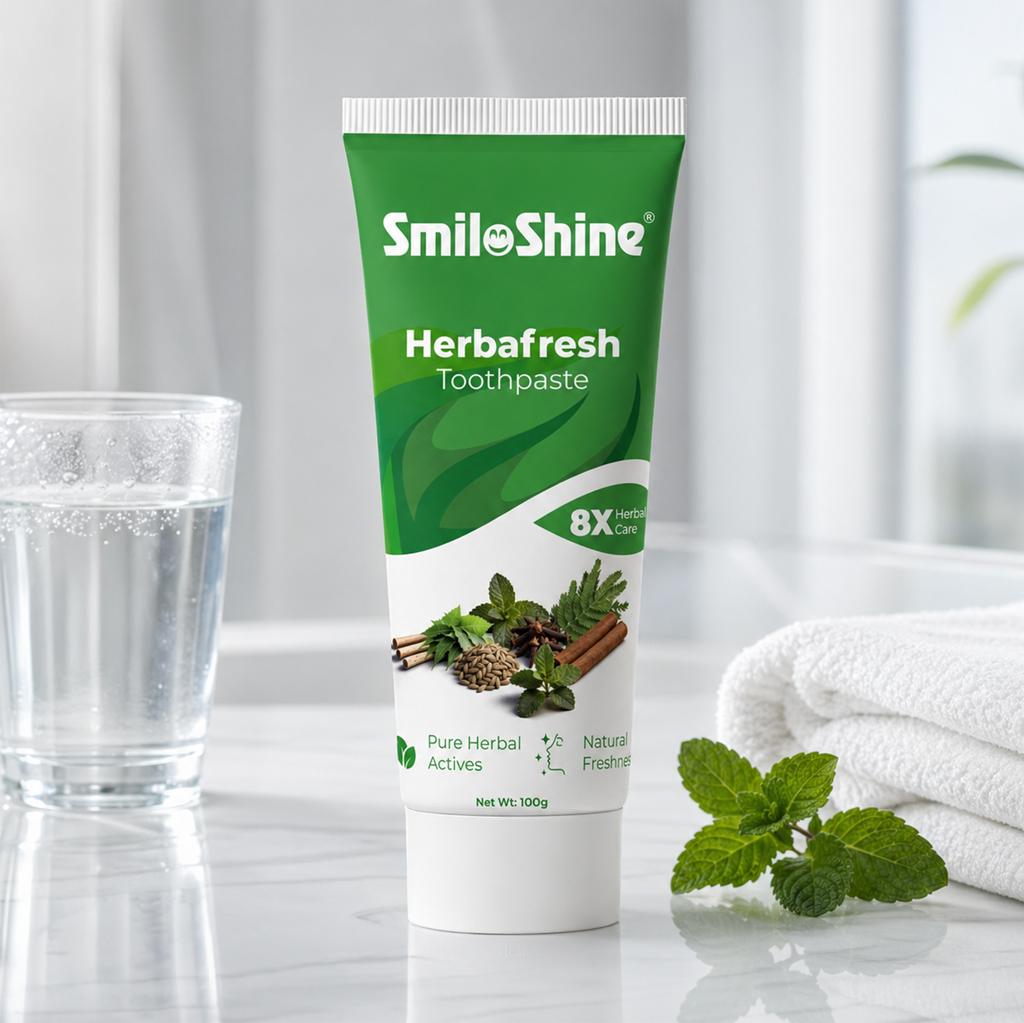 SmileShine®
Herbafresh
Toothpaste
8X Herbal
Care
Pure Herbal
Actives
Natural
Freshnes
Net Wt: 100g